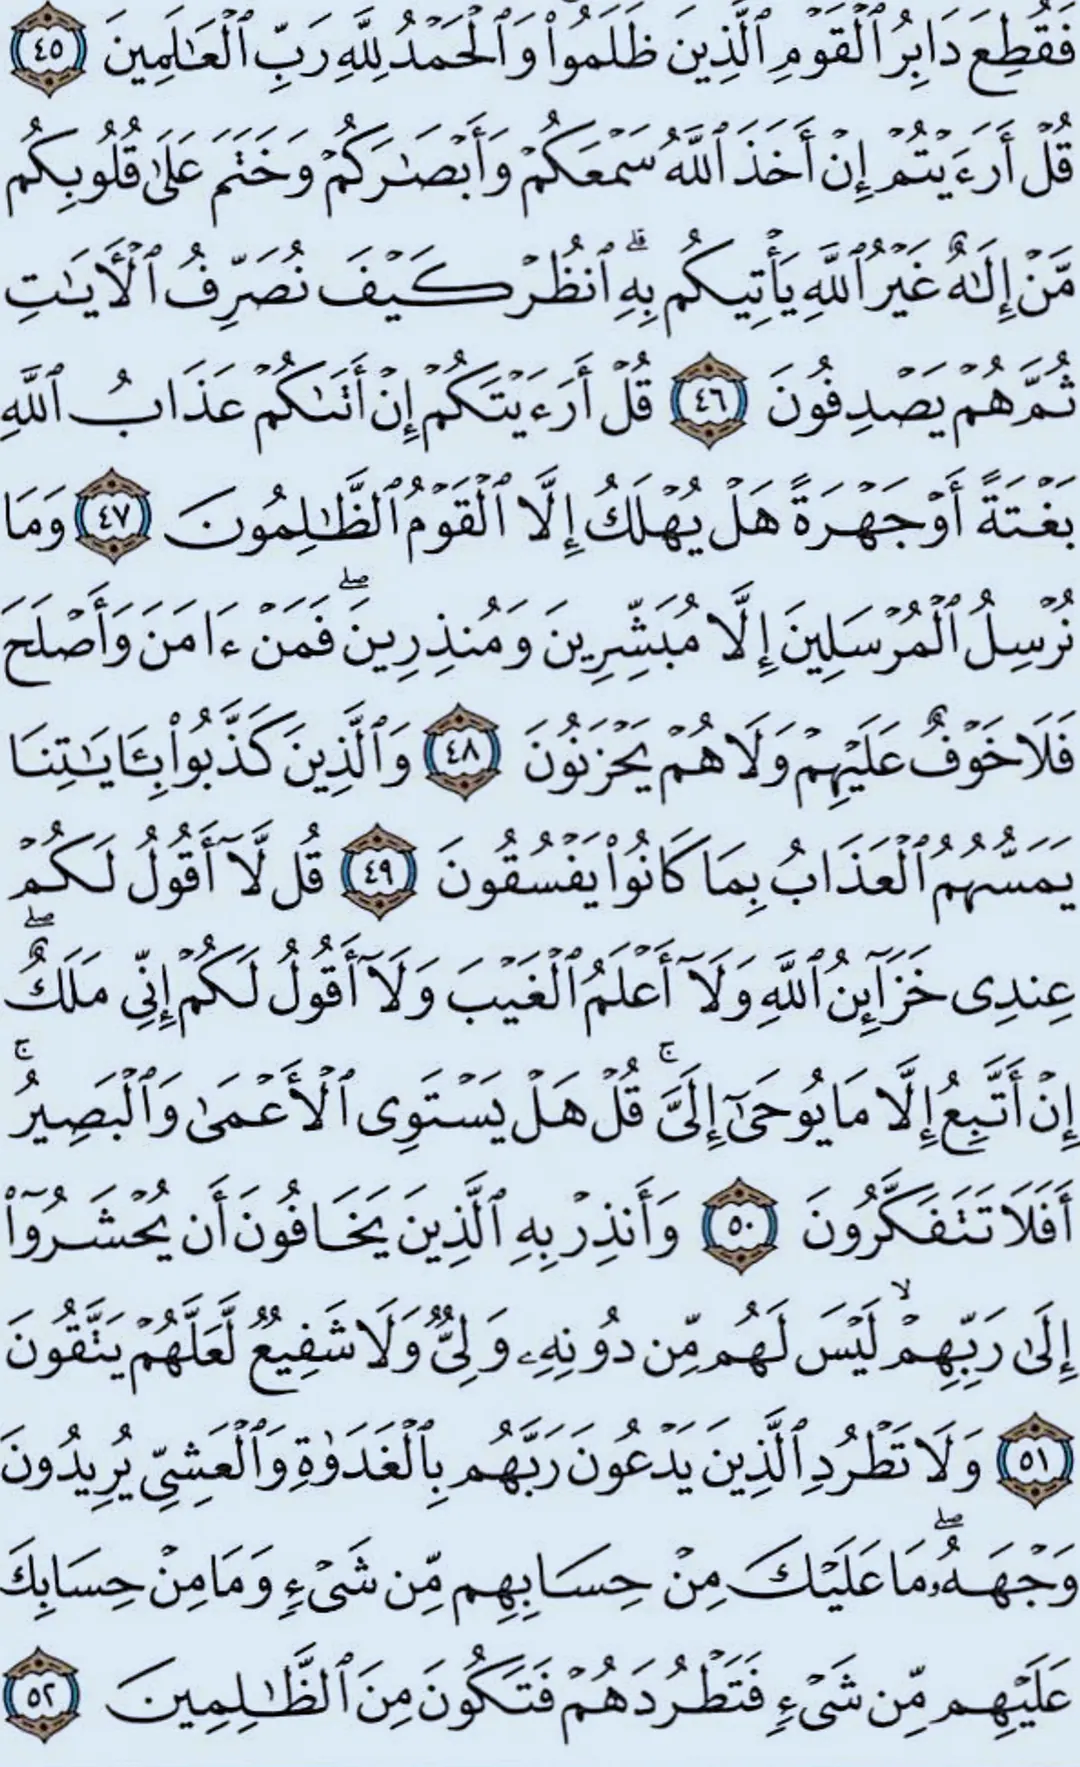 فَقُطِعَ دَابِرُ ٱلْقَوْمِ ٱلَّذِينَ ظَلَمُوا۟ وَٱلْحَمْدُ لِلَّهِ رَبِّ ٱلْعَـٰلَمِينَ ٤٥
قُلْ أَرَءَيْتُمْ إِنْ أَخَذَ ٱللَّهُ سَمْعَكُمْ وَأَبْصَـٰرَكُمْ وَخَتَمَ عَلَىٰ قُلُوبِكُم
مَّنْ إِلَـٰهٌ غَيْرُ ٱللَّهِ يَأْتِيكُم بِهِ ۗ ٱنظُرْ كَيْفَ نُصَرِّفُ ٱلْـَٔايَـٰتِ
ثُمَّ هُمْ يَصْدِفُونَ ٤٦ قُلْ أَرَءَيْتَكُمْ إِنْ أَتَىٰكُمْ عَذَابُ ٱللَّهِ
بَغْتَةً أَوْ جَهْرَةً هَلْ يُهْلَكُ إِلَّا ٱلْقَوْمُ ٱلظَّـٰلِمُونَ ٤٧ وَمَا
نُرْسِلُ ٱلْمُرْسَلِينَ إِلَّا مُبَشِّرِينَ وَمُنذِرِينَ ۖ فَمَنْ ءَامَنَ وَأَصْلَحَ
فَلَا خَوْفٌ عَلَيْهِمْ وَلَا هُمْ يَحْزَنُونَ ٤٨ وَٱلَّذِينَ كَذَّبُوا۟ بِـَٔايَـٰتِنَا
يَمَسُّهُمُ ٱلْعَذَابُ بِمَا كَانُوا۟ يَفْسُقُونَ ٤٩ قُل لَّآ أَقُولُ لَكُمْ
عِندِى خَزَآئِنُ ٱللَّهِ وَلَآ أَعْلَمُ ٱلْغَيْبَ وَلَآ أَقُولُ لَكُمْ إِنِّى مَلَكٌ ۖ
إِنْ أَتَّبِعُ إِلَّا مَا يُوحَىٰٓ إِلَىَّ ۚ قُلْ هَلْ يَسْتَوِى ٱلْأَعْمَىٰ وَٱلْبَصِيرُ ۚ
أَفَلَا تَتَفَكَّرُونَ ٥٠ وَأَنذِرْ بِهِ ٱلَّذِينَ يَخَافُونَ أَن يُحْشَرُوٓا۟
إِلَىٰ رَبِّهِمْ ۙ لَيْسَ لَهُم مِّن دُونِهِۦ وَلِىٌّ وَلَا شَفِيعٌ لَّعَلَّهُمْ يَتَّقُونَ
٥١ وَلَا تَطْرُدِ ٱلَّذِينَ يَدْعُونَ رَبَّهُم بِٱلْغَدَوٰةِ وَٱلْعَشِىِّ يُرِيدُونَ
وَجْهَهُۥ ۖ مَا عَلَيْكَ مِنْ حِسَابِهِم مِّن شَىْءٍ وَمَا مِنْ حِسَابِكَ
عَلَيْهِم مِّن شَىْءٍ فَتَطْرُدَهُمْ فَتَكُونَ مِنَ ٱلظَّـٰلِمِينَ ٥٢